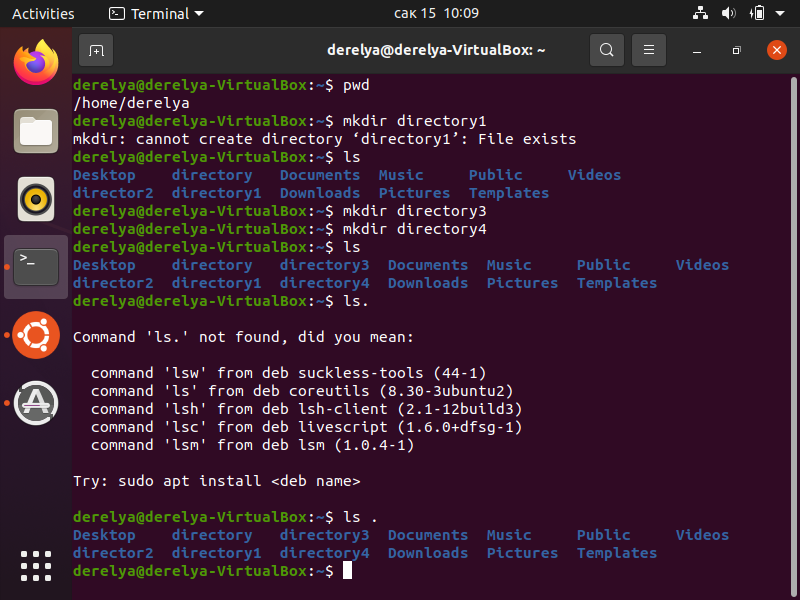 Activities Terminal сак 15 10:09
derelya@derelya-VirtualBox: ~
derelya@derelya-VirtualBox:~$ pwd
/home/derelya
derelya@derelya-VirtualBox:~$ mkdir directory1
mkdir: cannot create directory ‘directory1’: File exists
derelya@derelya-VirtualBox:~$ ls
Desktop directory Documents Music Public Videos
director2 directory1 Downloads Pictures Templates
derelya@derelya-VirtualBox:~$ mkdir directory3
derelya@derelya-VirtualBox:~$ mkdir directory4
derelya@derelya-VirtualBox:~$ ls
Desktop directory directory3 Documents Music Public Videos
director2 directory1 directory4 Downloads Pictures Templates
derelya@derelya-VirtualBox:~$ ls.
Command 'ls.' not found, did you mean:
command 'lsw' from deb suckless-tools (44-1)
command 'ls' from deb coreutils (8.30-3ubuntu2)
command 'lsh' from deb lsh-client (2.1-12build3)
command 'lsc' from deb livescript (1.6.0+dfsg-1)
command 'lsm' from deb lsm (1.0.4-1)
Try: sudo apt install <deb name>
derelya@derelya-VirtualBox:~$ ls .
Desktop directory directory3 Documents Music Public Videos
director2 directory1 directory4 Downloads Pictures Templates
derelya@derelya-VirtualBox:~$